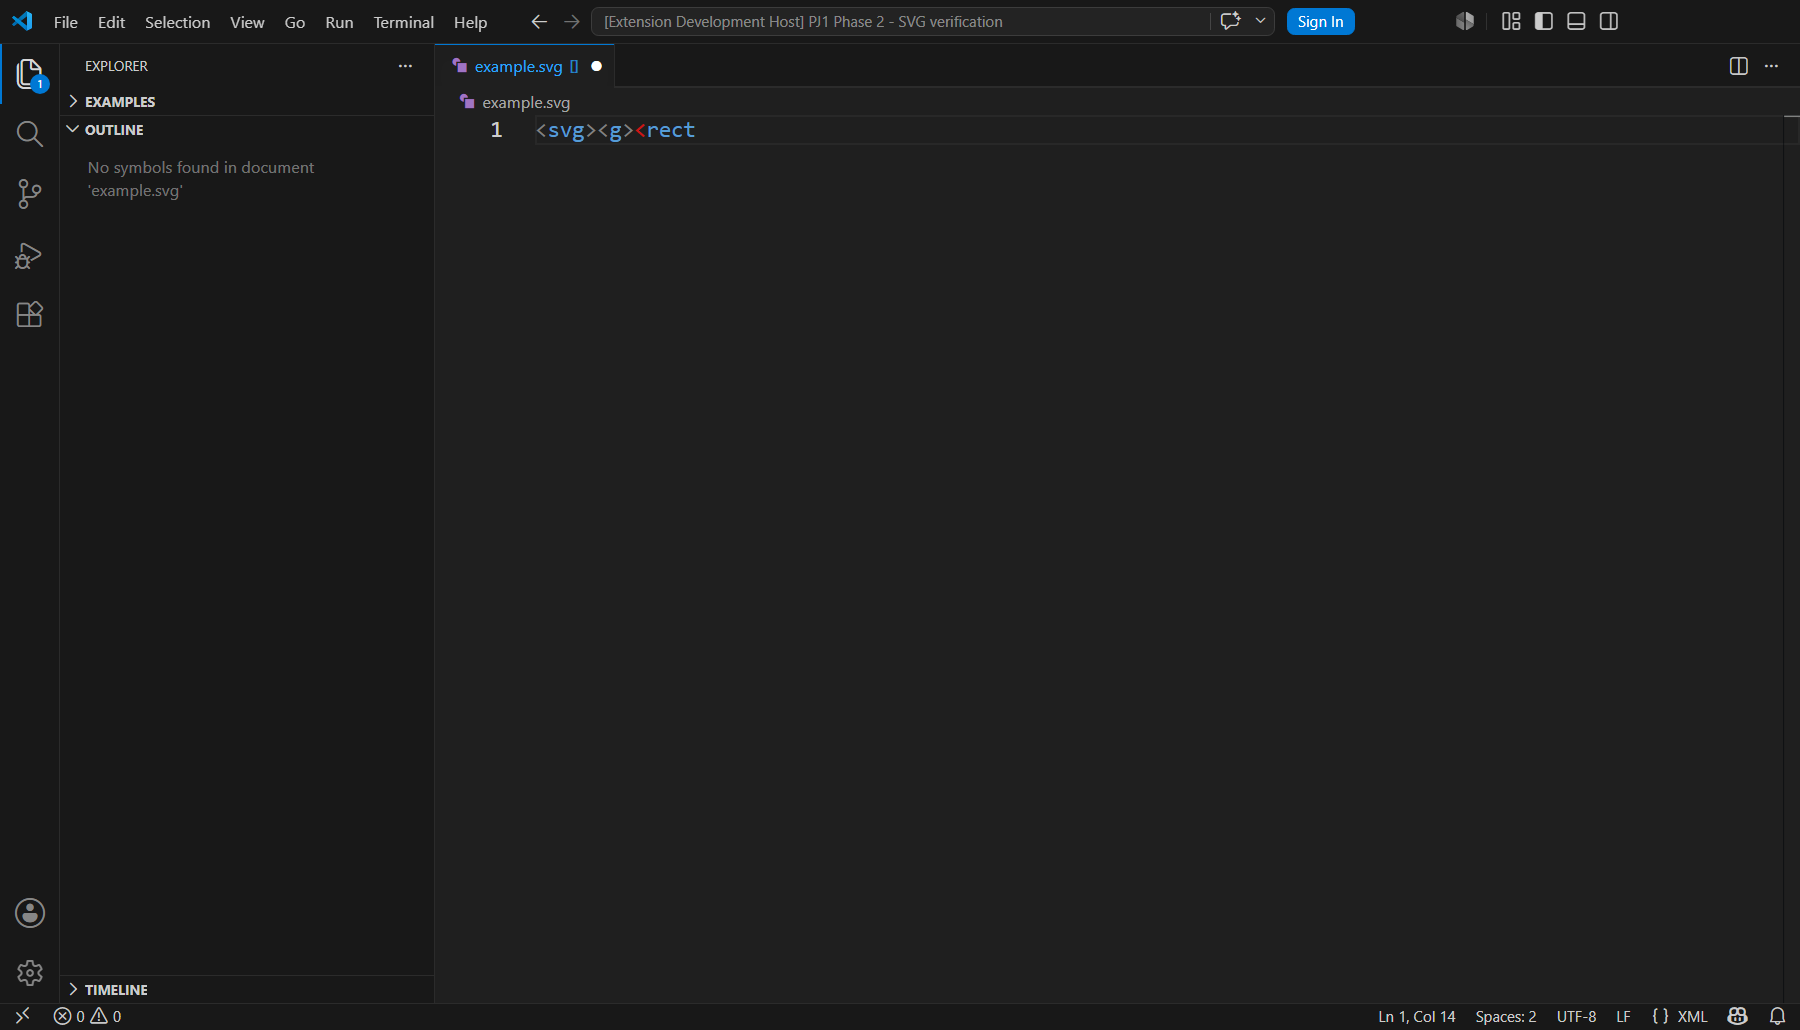 File Edit Selection View Go Run Terminal Help
[Extension Development Host] PJ1 Phase 2 - SVG verification
Sign In
EXPLORER
1
EXAMPLES
OUTLINE
No symbols found in document
'example.svg'
example.svg []
example.svg
1 <svg><g><rect
TIMELINE
0 0
Ln 1, Col 14 Spaces: 2 UTF-8 LF { } XML